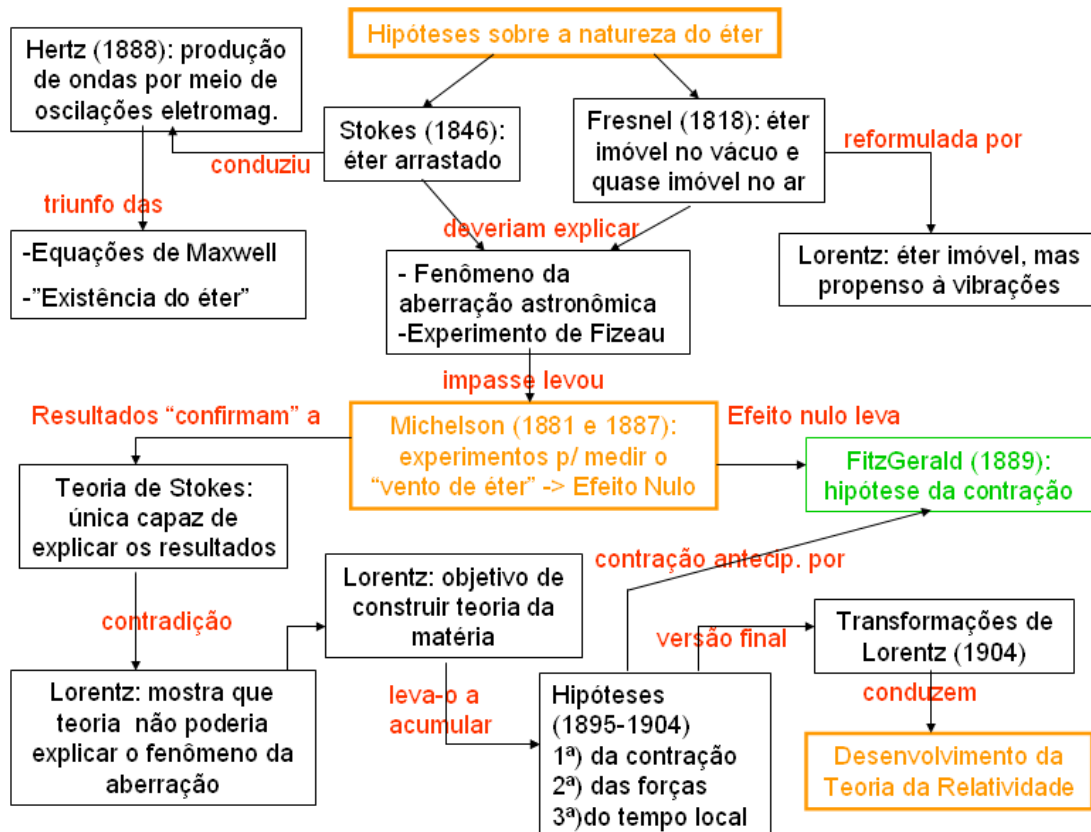 Hipóteses sobre a natureza do éter
Hertz (1888): produção
de ondas por meio de
oscilações eletromag.
Stokes (1846):
éter arrastado
Fresnel (1818): éter
imóvel no vácuo e
quase imóvel no ar
reformulada por
conduziu
triunfo das
deveriam explicar
-Equações de Maxwell
-"Existência do éter"
- Fenômeno da
aberração astronômica
-Experimento de Fizeau
Lorentz: éter imóvel, mas
propenso à vibrações
impasse levou
Resultados “confirmam” a
Michelson (1881 e 1887):
experimentos p/ medir o
“vento de éter” -> Efeito Nulo
Efeito nulo leva
FitzGerald (1889):
hipótese da contração
Teoria de Stokes:
única capaz de
explicar os resultados
contradição
Lorentz: objetivo de
construir teoria da
matéria
contração antecip. por
versão final
Transformações de
Lorentz (1904)
conduzem
Lorentz: mostra que
teoria não poderia
explicar o fenômeno da
aberração
leva-o a
acumular
Hipóteses
(1895-1904)
1ª) da contração
2ª) das forças
3ª)do tempo local
Desenvolvimento da
Teoria da Relatividade